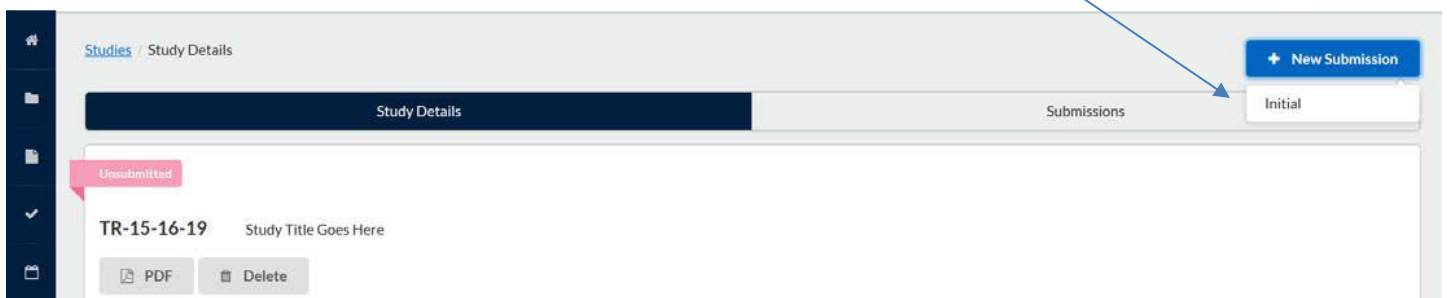 Studies / Study Details
+ New Submission
Initial
Study Details
Submissions
Unsubmitted
TR-15-16-19 Study Title Goes Here
PDF Delete